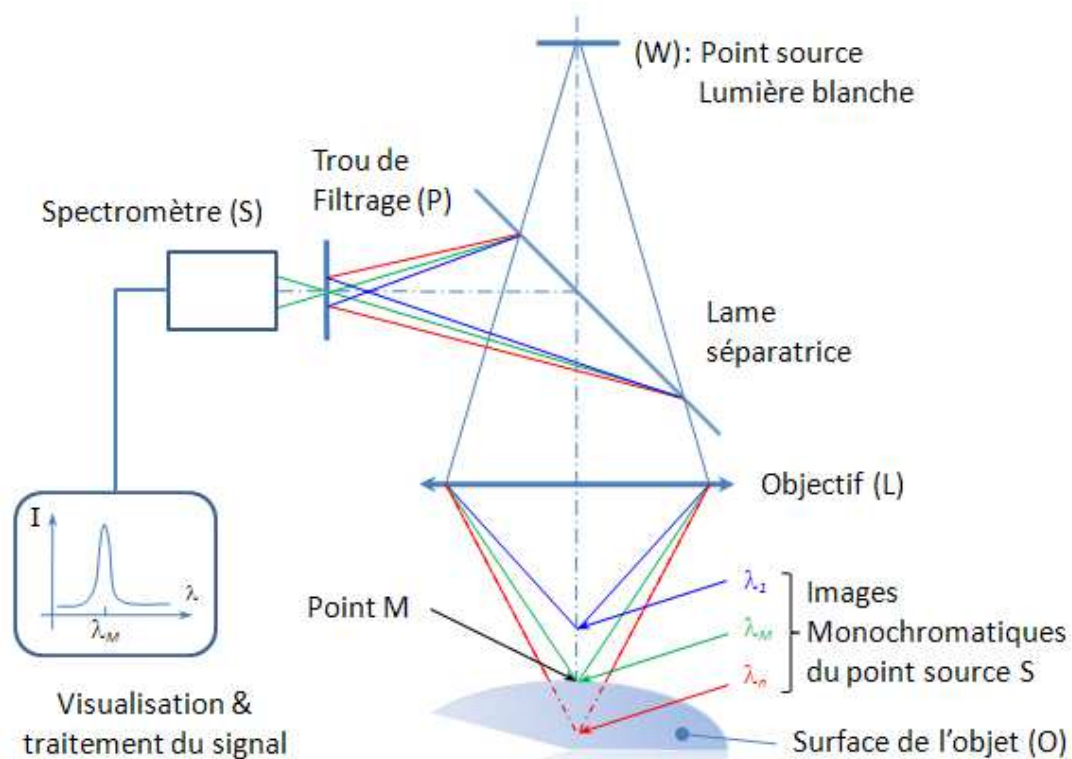 (W): Point source
Lumière blanche
Trou de
Filtrage (P)
Spectromètre (S)
Lame
séparatrice
Objectif (L)
I
λ
λM
Point M
λ1
λM
λn
Images
Monochromatiques
du point source S
Visualisation &
traitement du signal
Surface de l'objet (O)